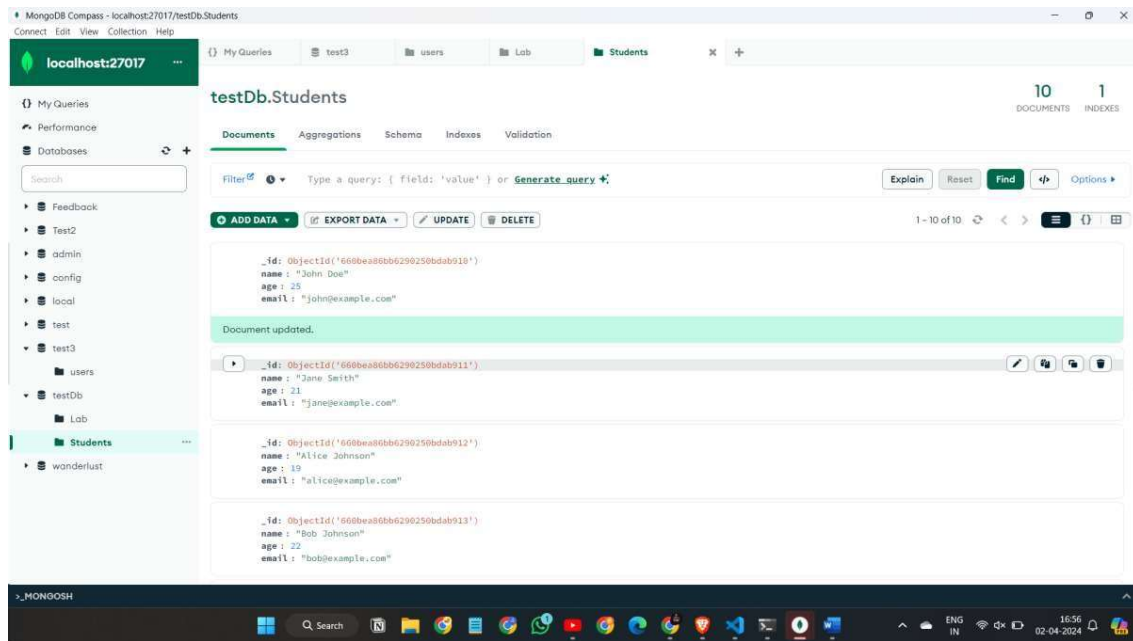 MongoDB Compass - localhost:27017/testDb.Students
Connect Edit View Collection Help
localhost:27017 ...
My Queries
Performance
Databases
Search
Feedback
Test2
admin
config
local
test
test3
users
testDb
Lab
Students ...
wanderlust
{} My Queries test3 users Lab Students × +
testDb.Students
10 DOCUMENTS
1 INDEXES
Documents Aggregations Schema Indexes Validation
Filter Type a query: { field: 'value' } or Generate query
Explain Reset Find </> Options
ADD DATA EXPORT DATA UPDATE DELETE
1 – 10 of 10 < > {}
_id: ObjectId('660bea86bb6290250bdab910')
name : "John Doe"
age : 25
email : "john@example.com"
Document updated.
_id: ObjectId('660bea86bb6290250bdab911')
name : "Jane Smith"
age : 21
email : "jane@example.com"
_id: ObjectId('660bea86bb6290250bdab912')
name : "Alice Johnson"
age : 19
email : "alice@example.com"
_id: ObjectId('660bea86bb6290250bdab913')
name : "Bob Johnson"
age : 22
email : "bob@example.com"
>_MONGOSH
Search
ENG
IN
16:56
02-04-2024